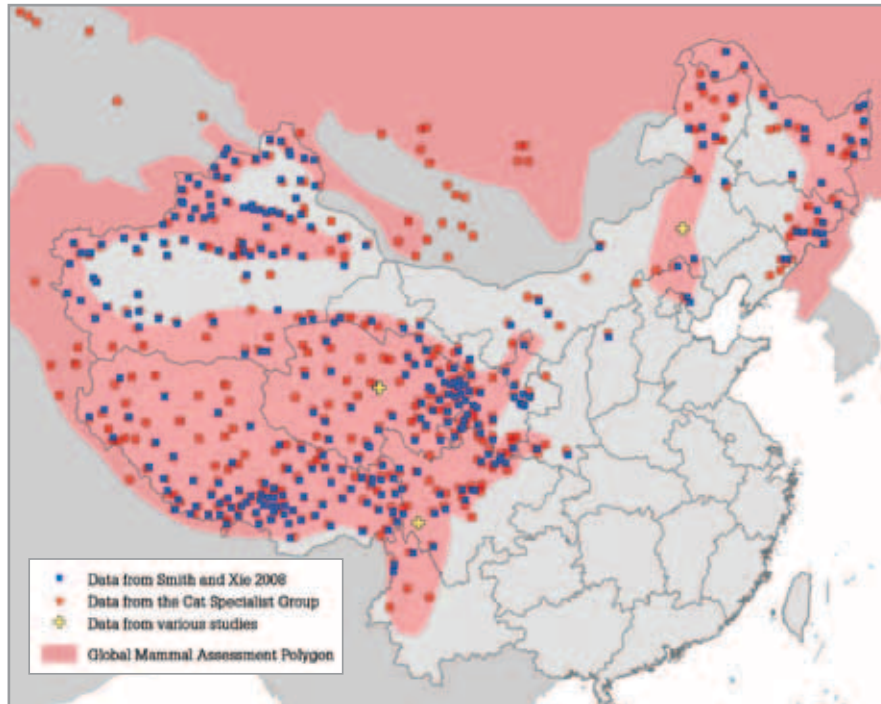 Data from Smith and Xie 2008
Data from the Cat Specialist Group
Data from various studies
Global Mammal Assessment Polygon